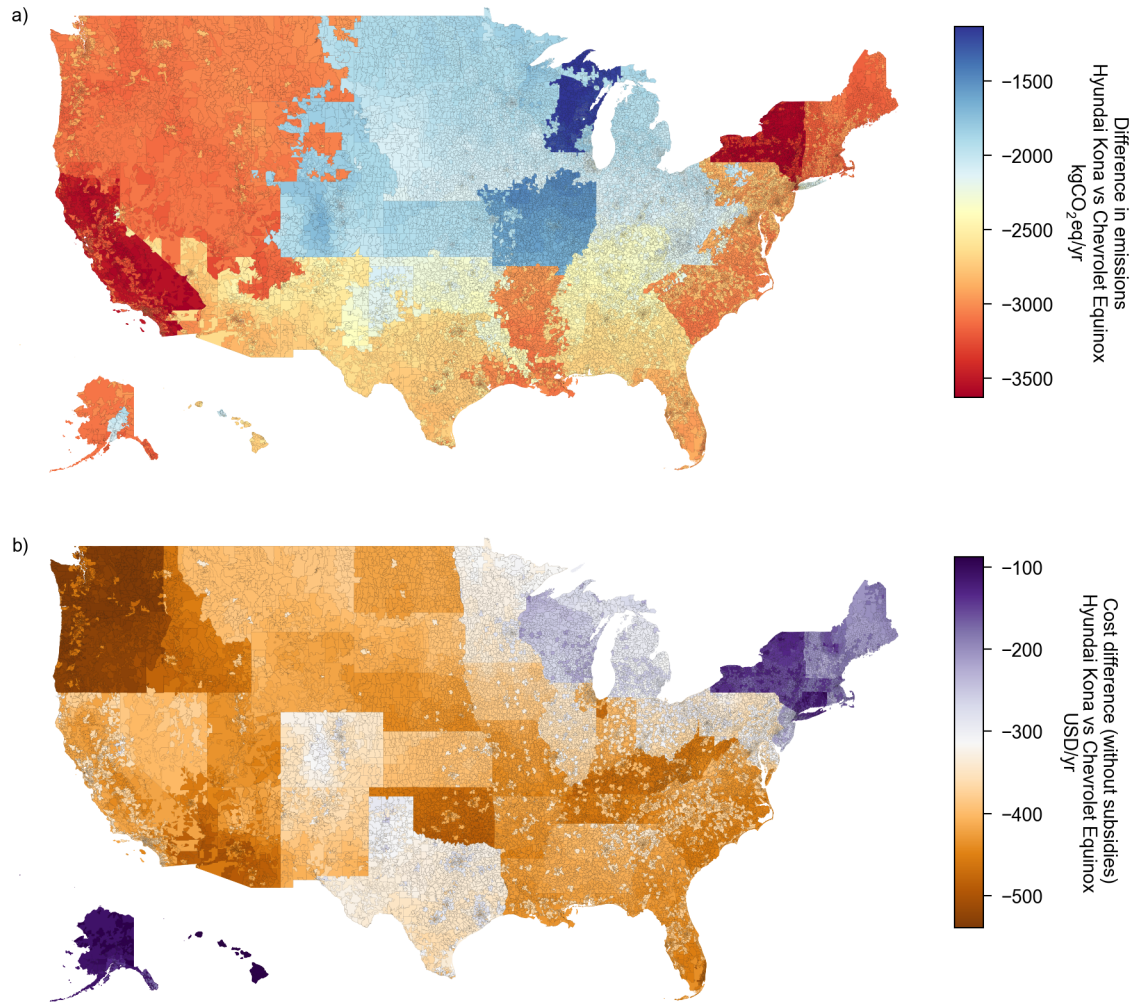 a)
−1500
−2000
−2500
−3000
−3500
Difference in emissions
Hyundai Kona vs Chevrolet Equinox
kgCO₂eq/yr
b)
−100
−200
−300
−400
−500
Cost difference (without subsidies)
Hyundai Kona vs Chevrolet Equinox
USD/yr